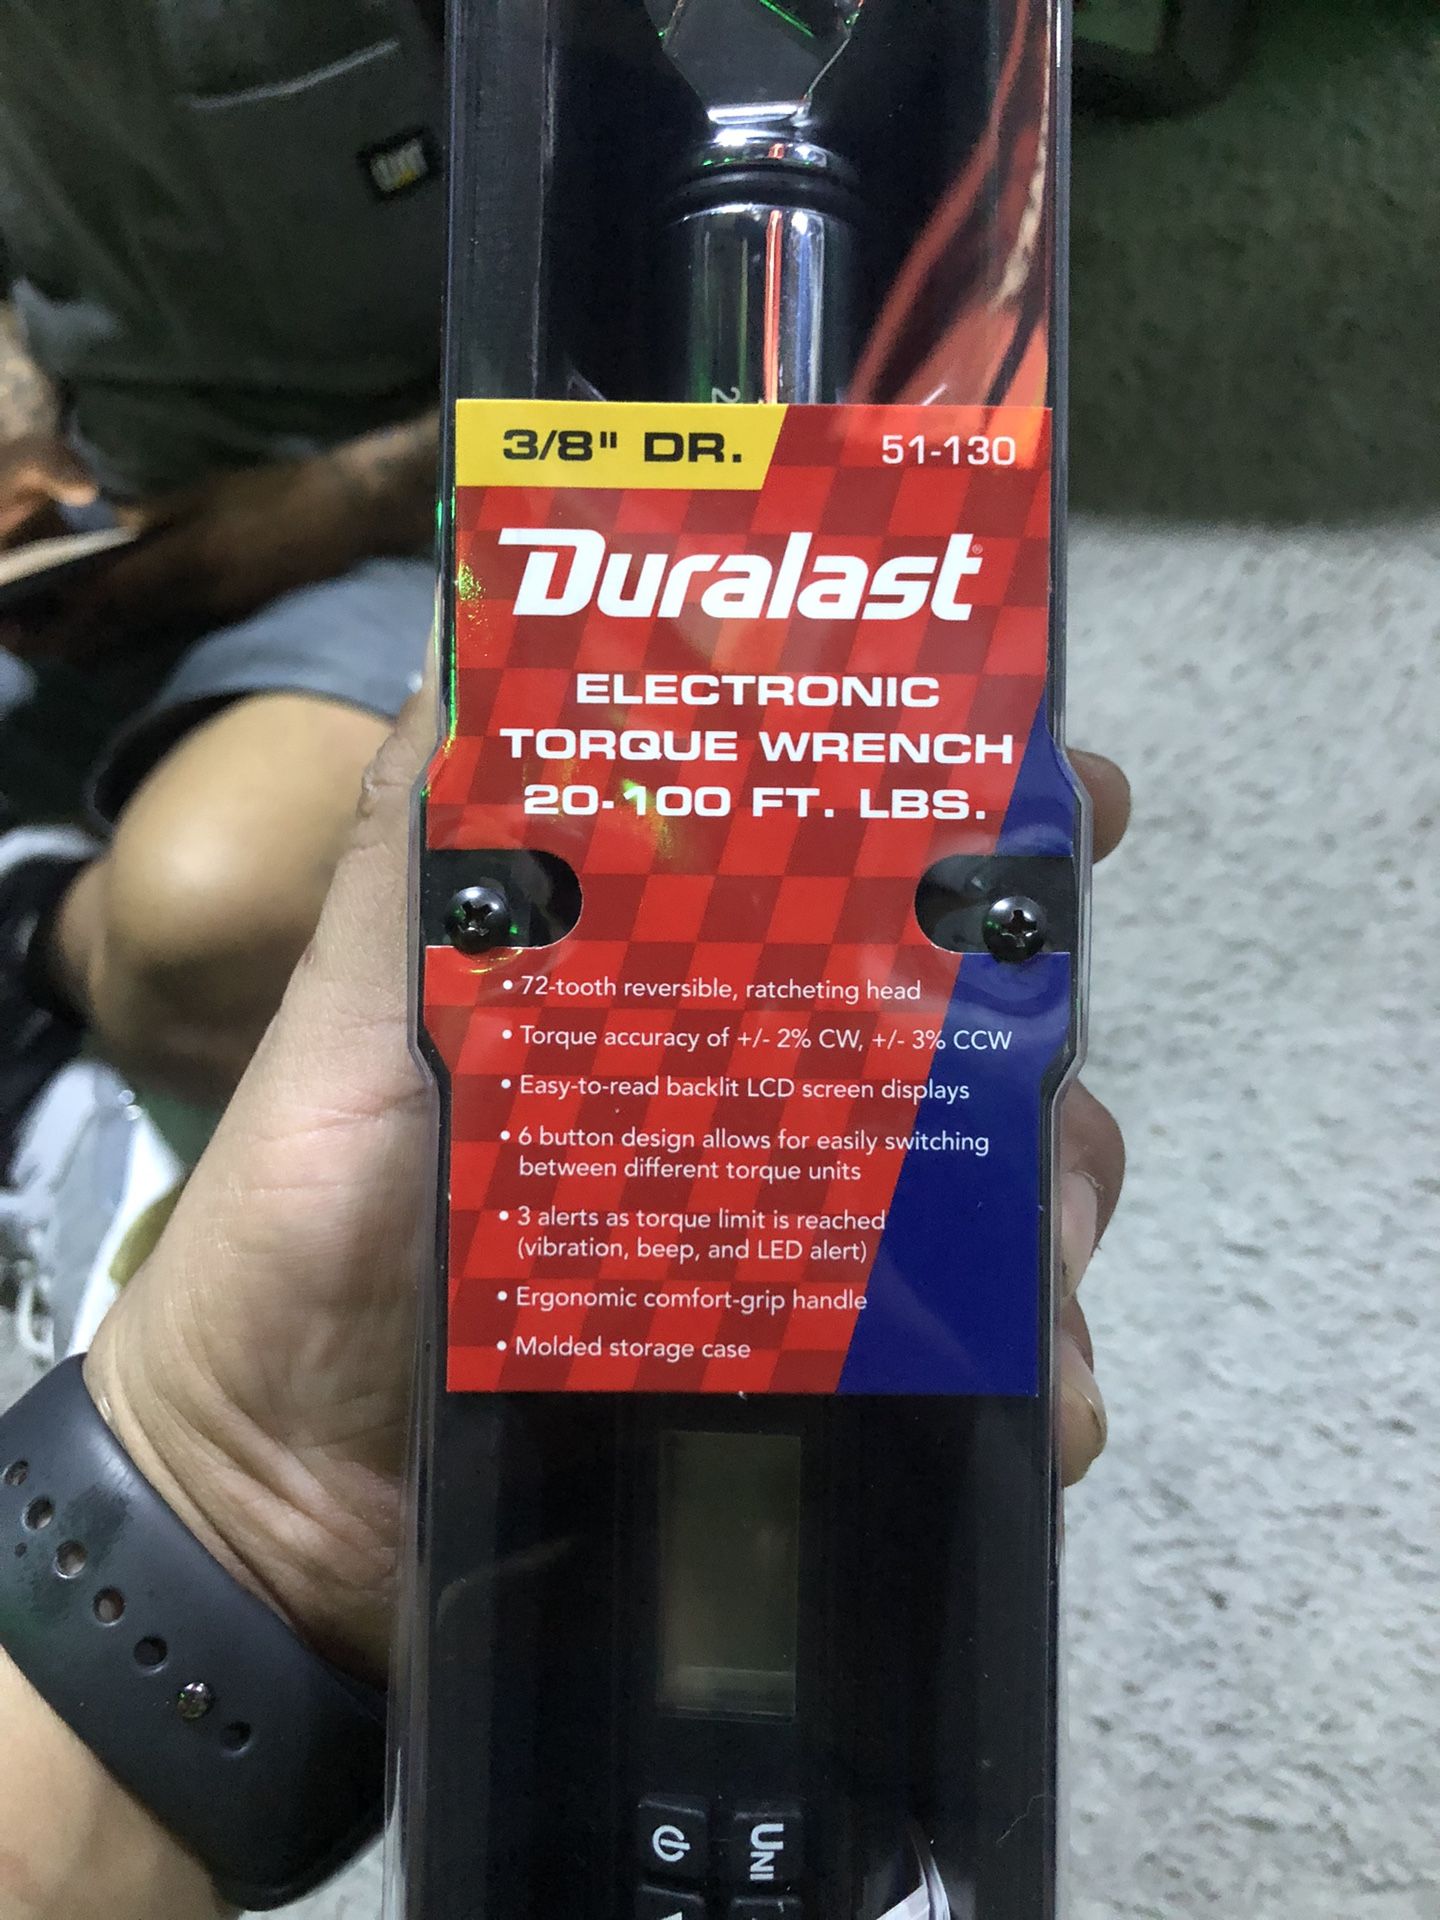 CAT
2
3/8" DR.
51-130
Duralast®
ELECTRONIC
TORQUE WRENCH
20-100 FT. LBS.
• 72-tooth reversible, ratcheting head
• Torque accuracy of +/- 2% CW, +/- 3% CCW
• Easy-to-read backlit LCD screen displays
• 6 button design allows for easily switching
between different torque units
• 3 alerts as torque limit is reached
(vibration, beep, and LED alert)
• Ergonomic comfort-grip handle
• Molded storage case
UNI